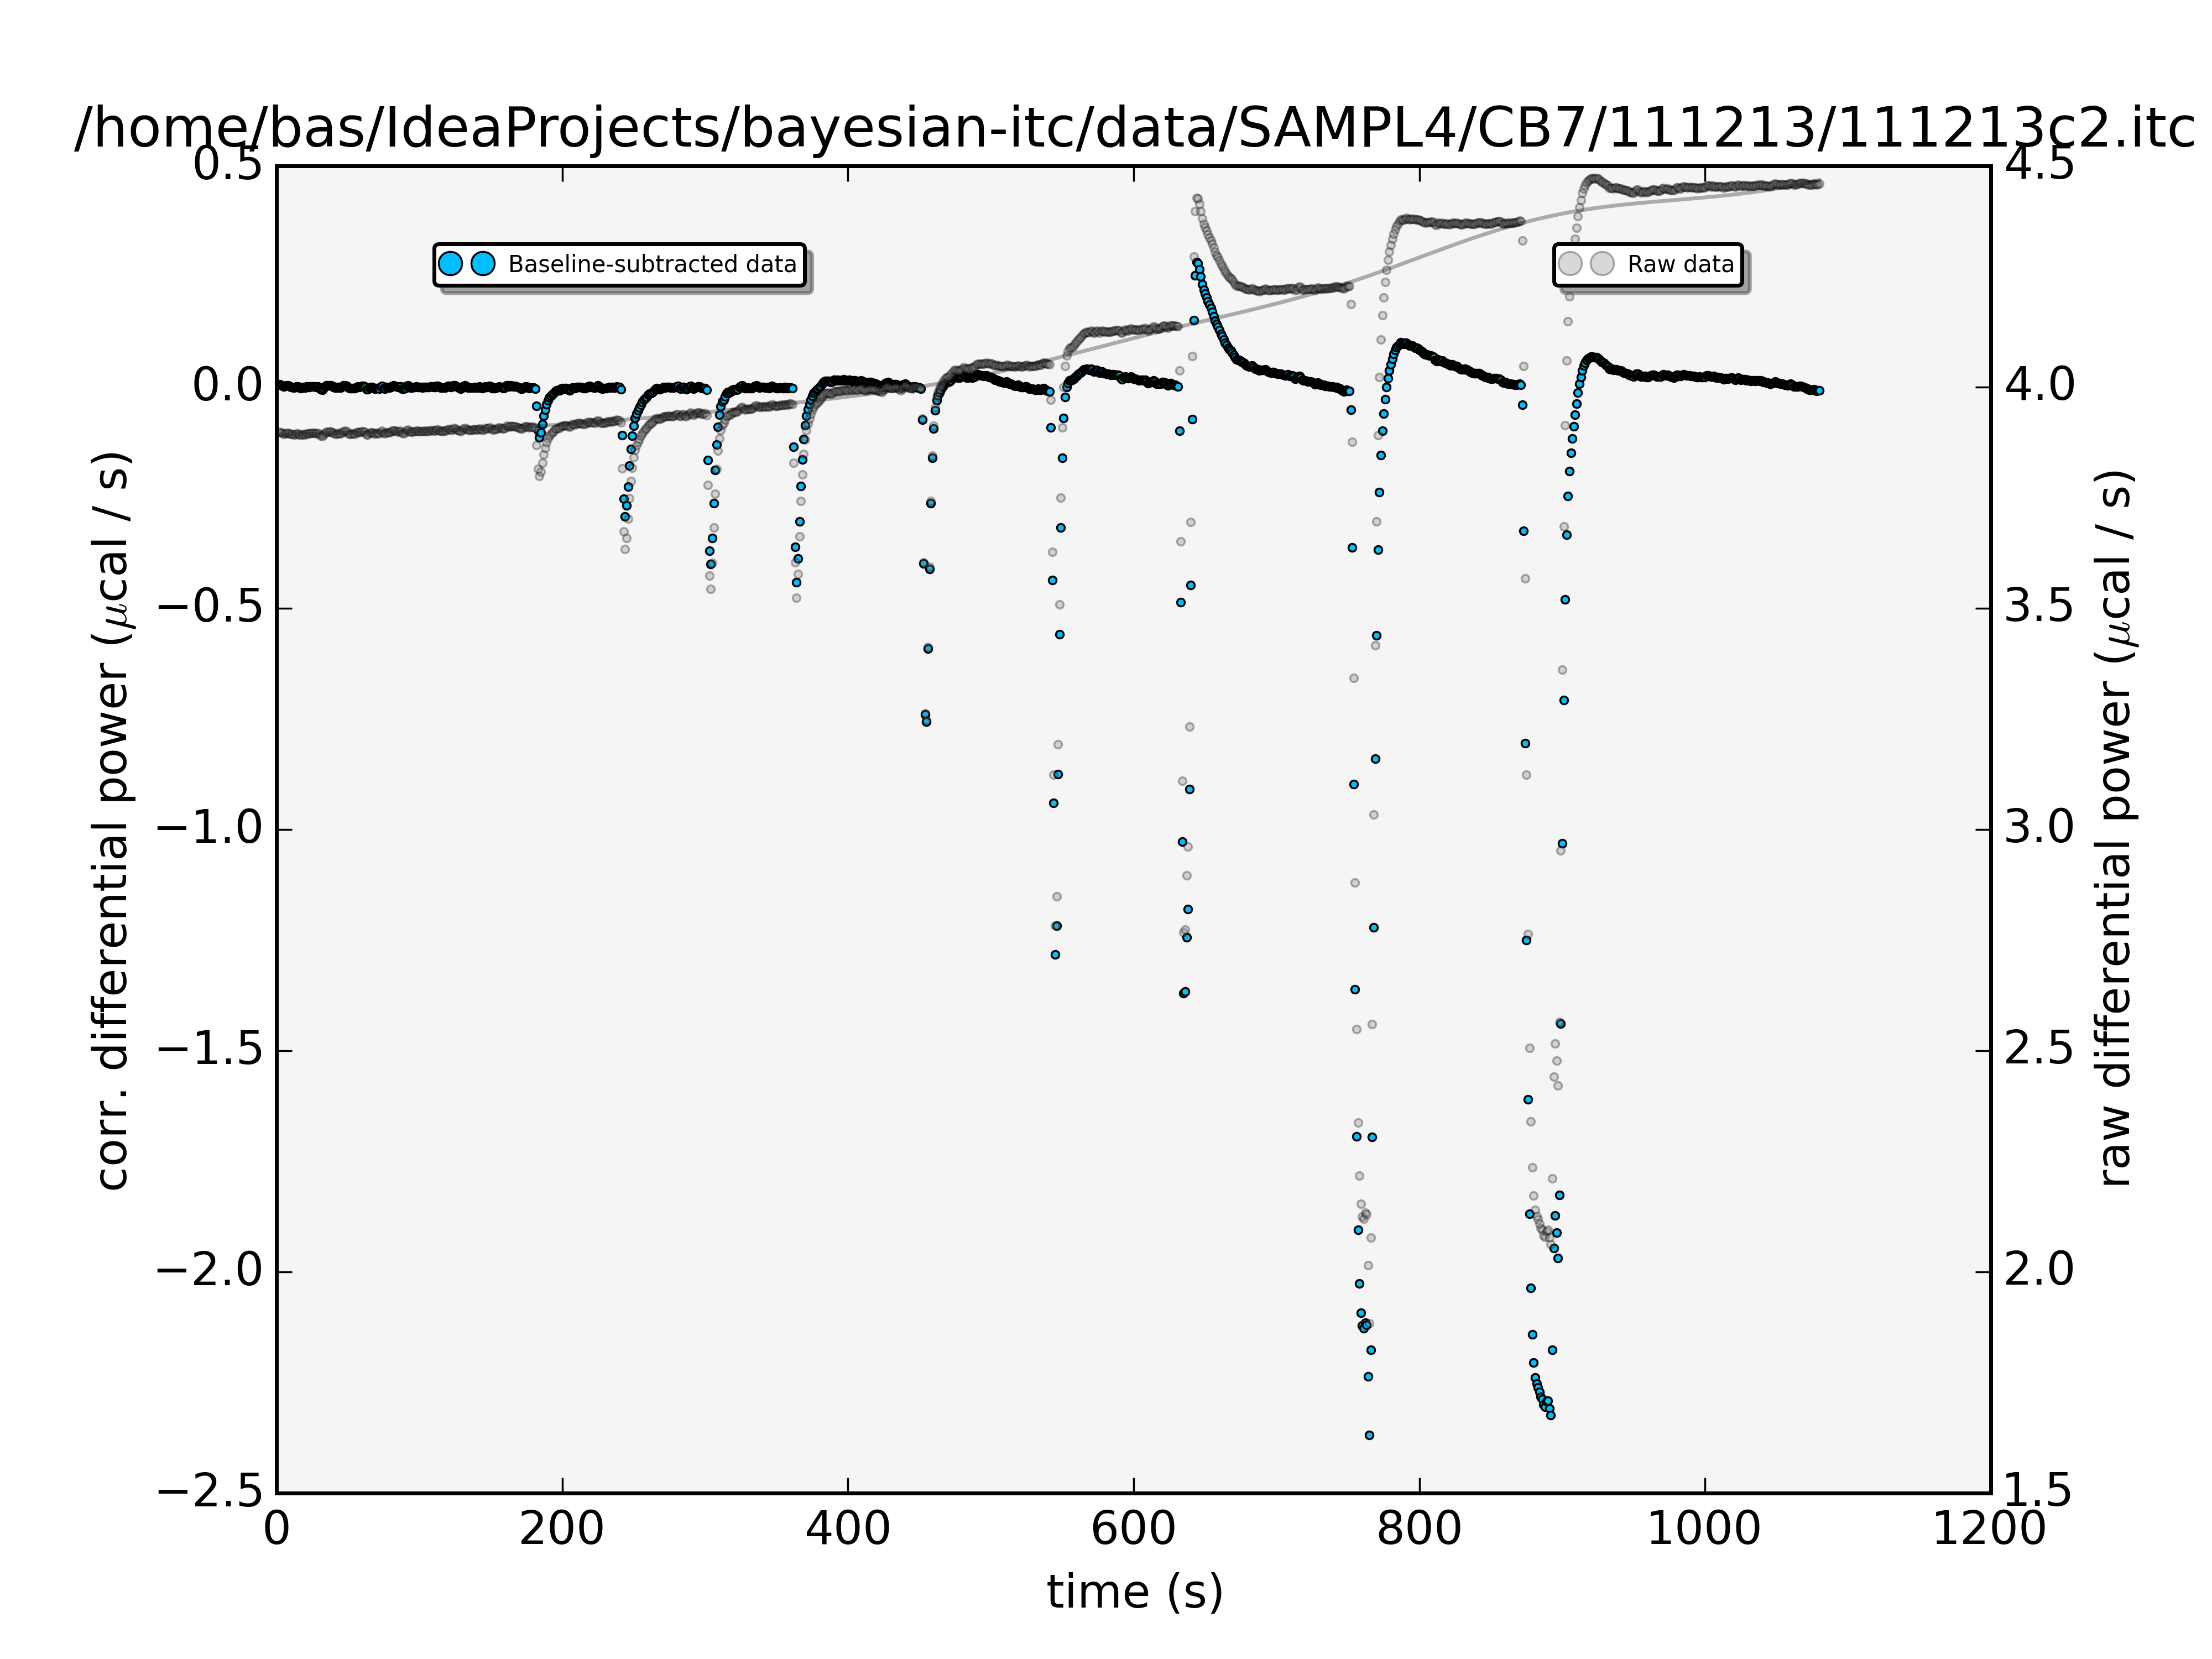 /home/bas/IdeaProjects/bayesian-itc/data/SAMPL4/CB7/111213/111213c2.itc
Baseline-subtracted data
Raw data
corr. differential power (μcal / s)
0.5
0.0
−0.5
−1.0
−1.5
−2.0
−2.5
4.5
4.0
3.5
3.0
2.5
2.0
1.5
raw differential power (μcal / s)
0 200 400 600 800 1000 1200
time (s)